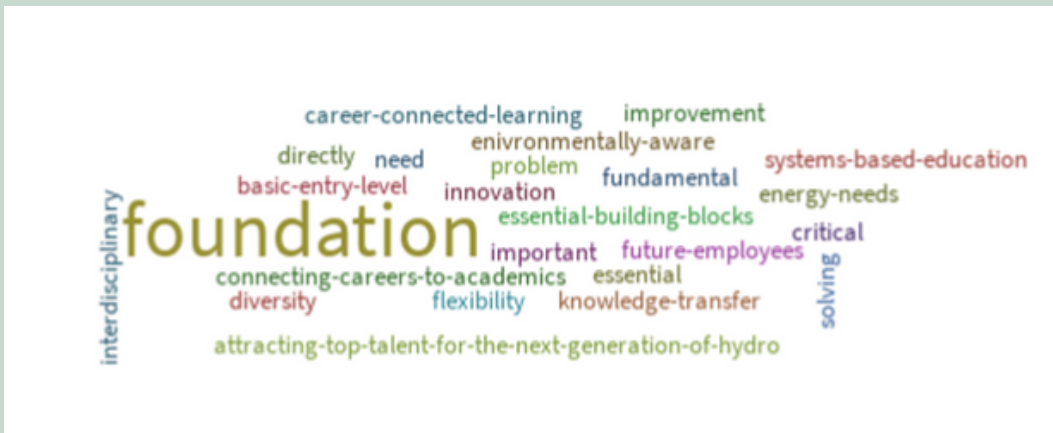 career-connected-learning improvement
enivronmentally-aware
directly need problem systems-based-education
basic-entry-level innovation fundamental energy-needs
interdisciplinary
foundation essential-building-blocks
critical
important future-employees
solving
connecting-careers-to-academics essential
diversity flexibility knowledge-transfer
attracting-top-talent-for-the-next-generation-of-hydro